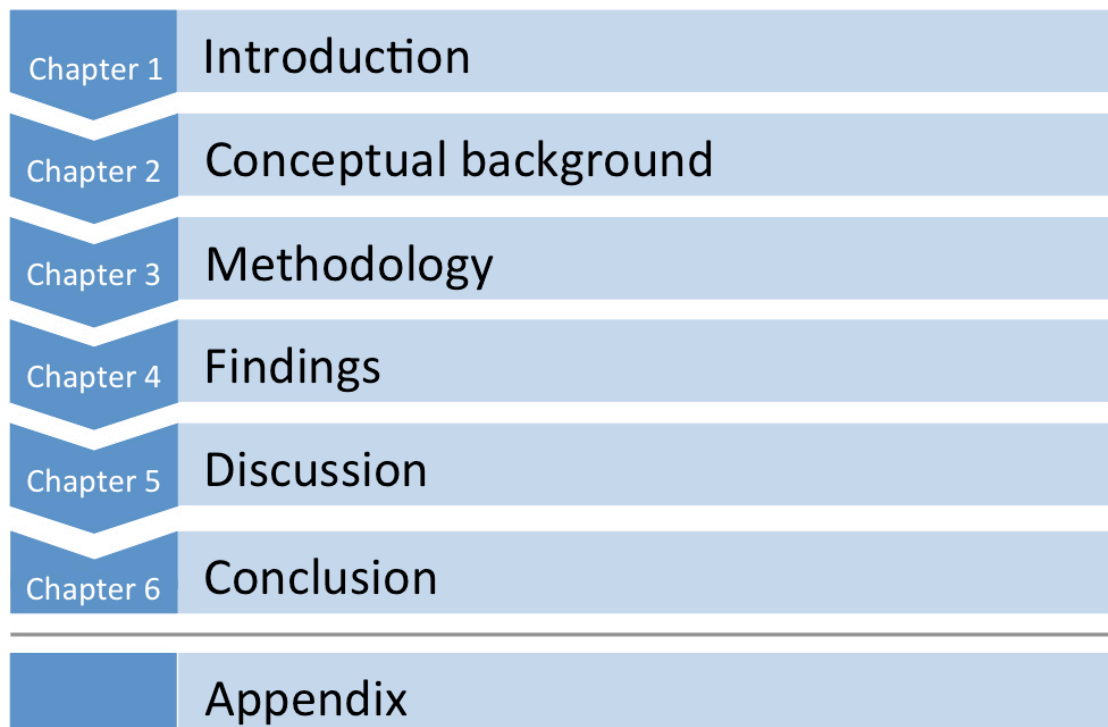 Chapter 1 Introduction
Chapter 2 Conceptual background
Chapter 3 Methodology
Chapter 4 Findings
Chapter 5 Discussion
Chapter 6 Conclusion
Appendix